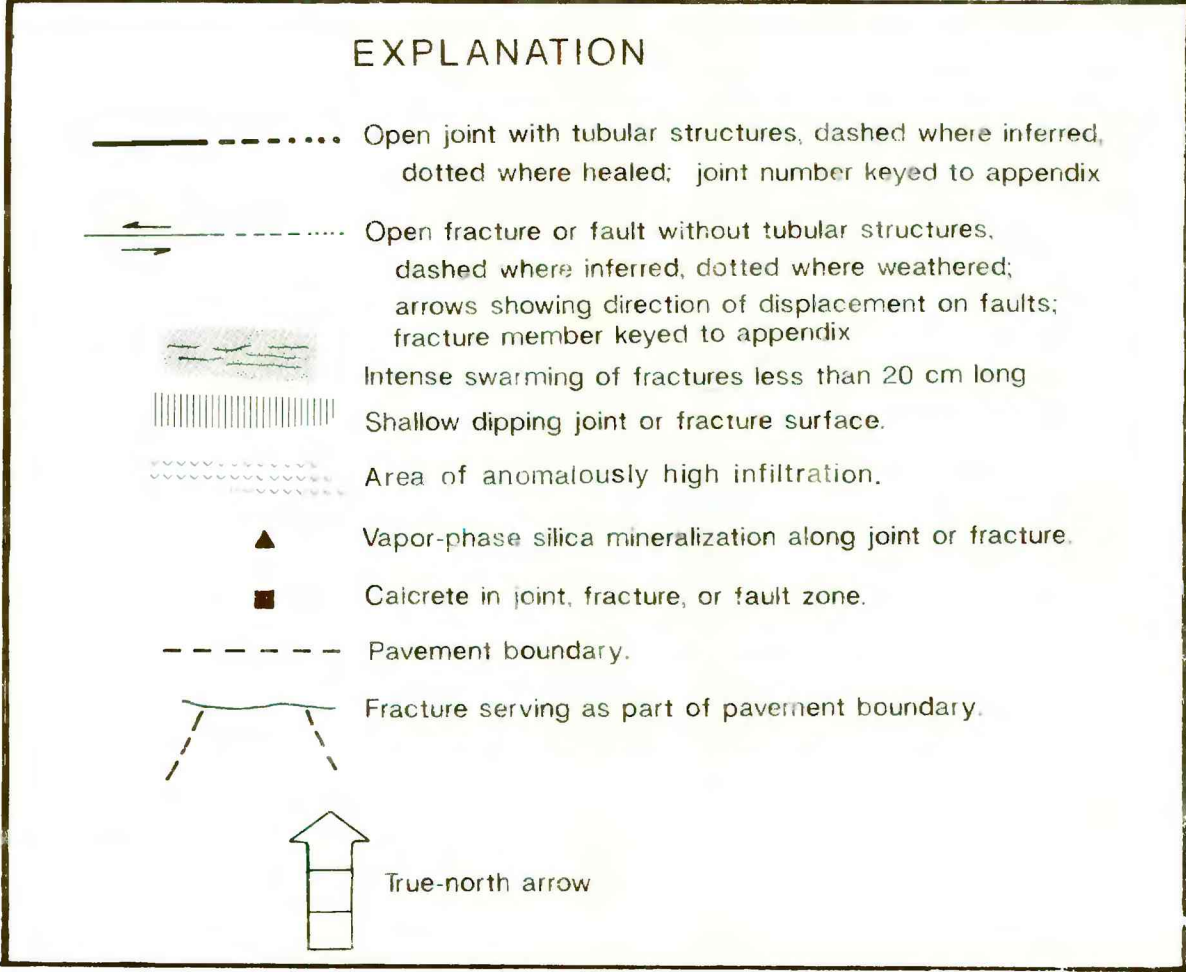 EXPLANATION
Open joint with tubular structures, dashed where inferred,
dotted where healed; joint number keyed to appendix
Open fracture or fault without tubular structures,
dashed where inferred, dotted where weathered;
arrows showing direction of displacement on faults;
fracture member keyed to appendix
Intense swarming of fractures less than 20 cm long
Shallow dipping joint or fracture surface.
Area of anomalously high infiltration.
Vapor-phase silica mineralization along joint or fracture.
Calcrete in joint, fracture, or fault zone.
Pavement boundary.
Fracture serving as part of pavement boundary.
True-north arrow